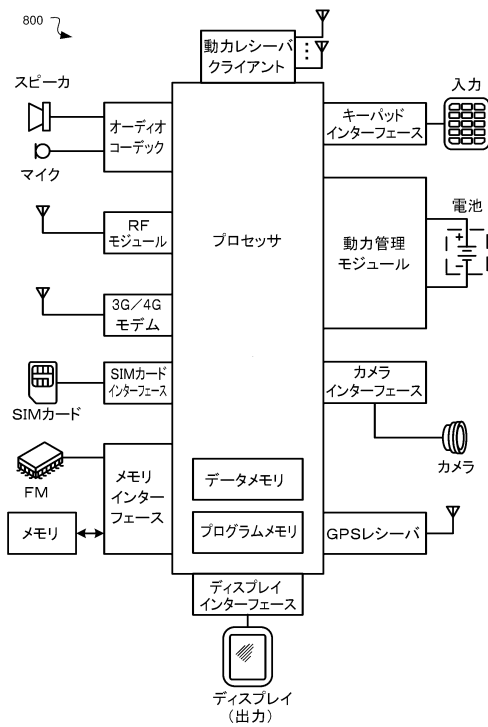 800
動力レシーバ
クライアント
スピーカ
マイク
オーディオ
コーデック
キーパッド
インターフェース
入力
RF
モジュール
プロセッサ
動力管理
モジュール
電池
+
-
3G/4G
モデム
SIMカード
インターフェース
SIMカード
カメラ
インターフェース
カメラ
FM
メモリ
メモリ
インター
フェース
データメモリ
プログラムメモリ
GPSレシーバ
ディスプレイ
インターフェース
ディスプレイ
(出力)